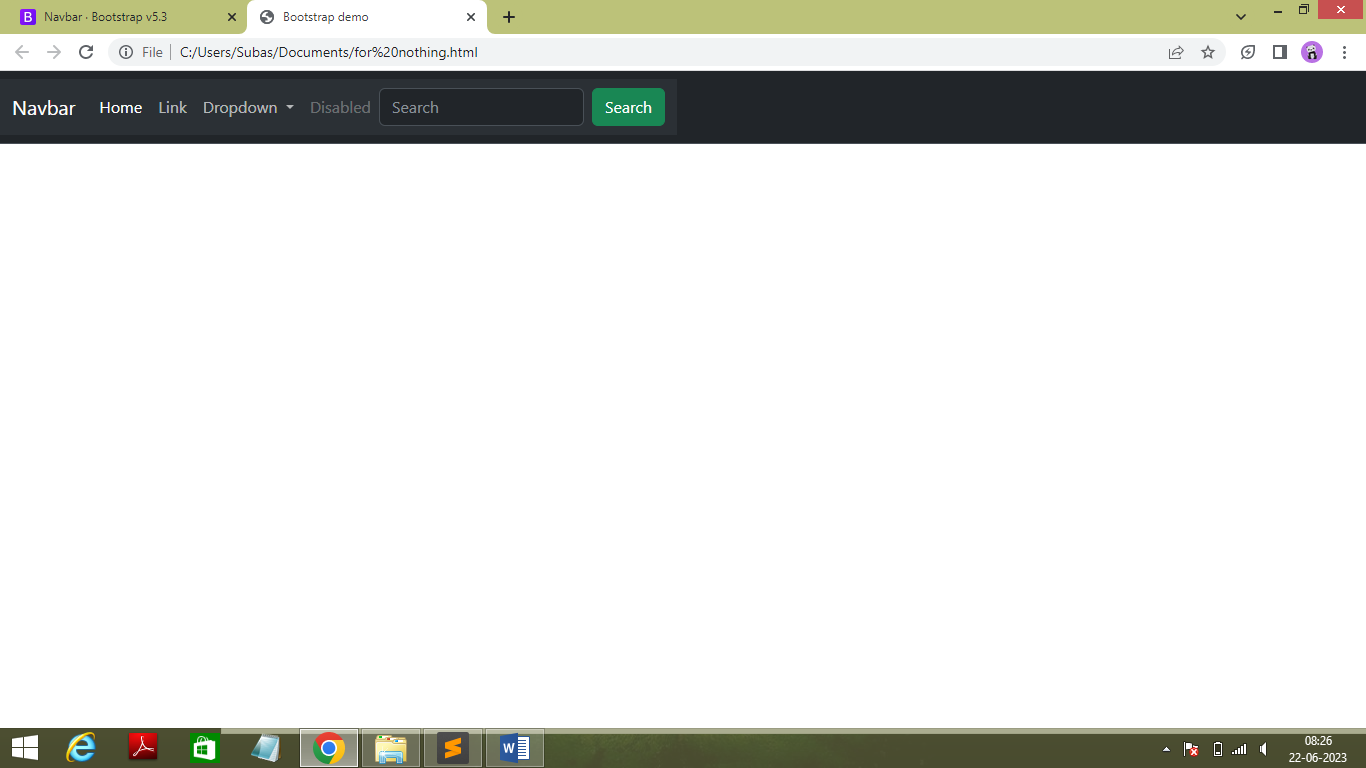 Navbar · Bootstrap v5.3
Bootstrap demo
File
C:/Users/Subas/Documents/for%20nothing.html
Navbar Home Link Dropdown Disabled Search Search
08:26
22-06-2023